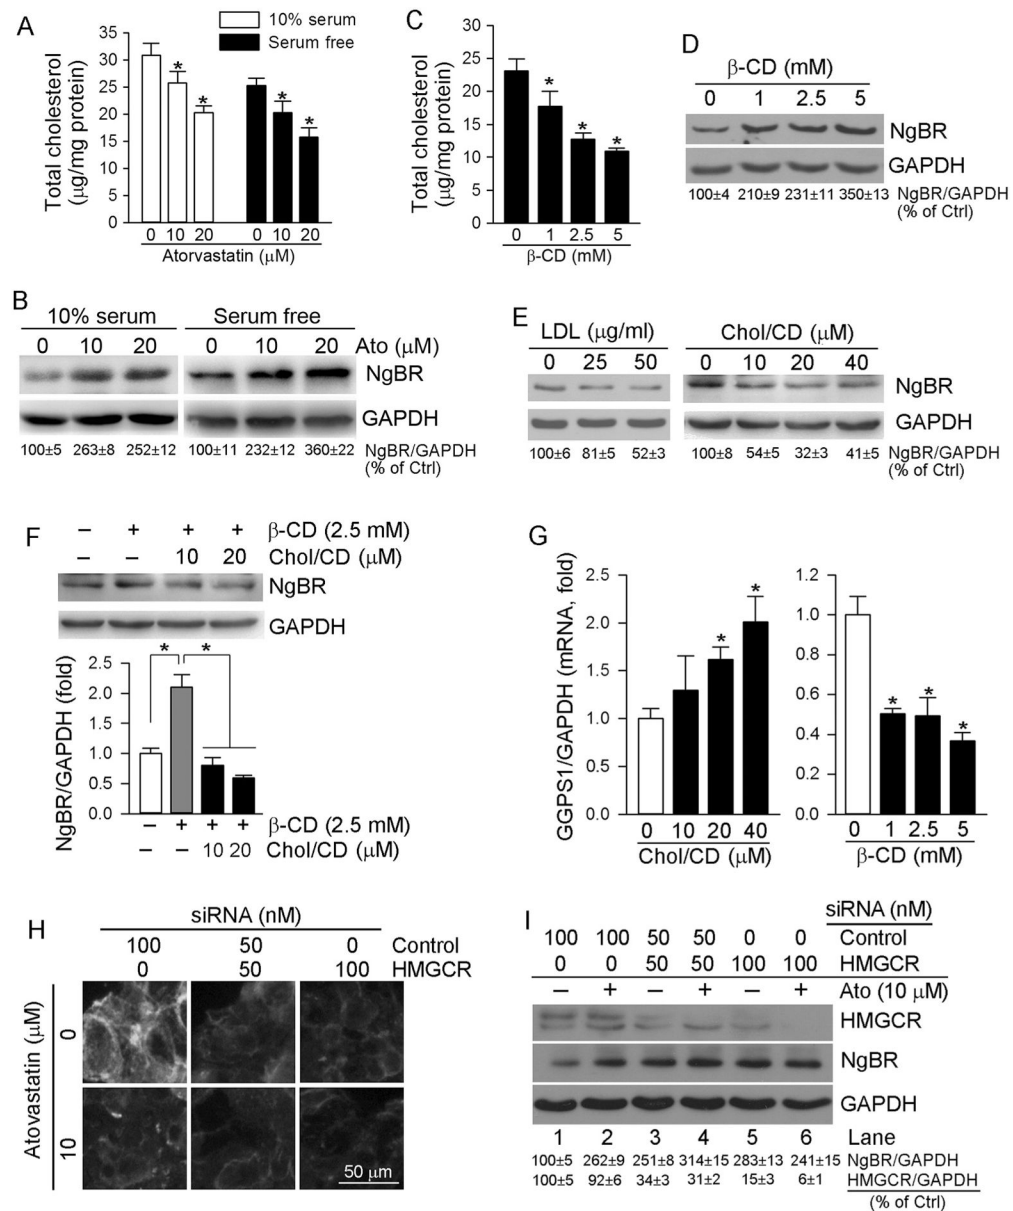 A
10% serum
Serum free
Total cholesterol
(μg/mg protein)
35
30
25
20
15
10
5
0
* * * *
0 10 20 0 10 20
Atorvastatin (μM)
C
Total cholesterol
(μg/mg protein)
30
25
20
15
10
5
0
* * *
0 1 2.5 5
β-CD (mM)
D
β-CD (mM)
0 1 2.5 5
NgBR
GAPDH
100±4 210±9 231±11 350±13 NgBR/GAPDH
(% of Ctrl)
B
10% serum Serum free
0 10 20 0 10 20 Ato (μM)
NgBR
GAPDH
100±5 263±8 252±12 100±11 232±12 360±22 NgBR/GAPDH
(% of Ctrl)
E
LDL (μg/ml) Chol/CD (μM)
0 25 50 0 10 20 40
NgBR
GAPDH
100±6 81±5 52±3 100±8 54±5 32±3 41±5 NgBR/GAPDH
(% of Ctrl)
F
– + + + β-CD (2.5 mM)
– – 10 20 Chol/CD (μM)
NgBR
GAPDH
NgBR/GAPDH (fold)
2.5
2.0
1.5
1.0
0.5
0.0
* *
– + + + β-CD (2.5 mM)
– – 10 20 Chol/CD (μM)
G
GGPS1/GAPDH (mRNA, fold)
2.5
2.0
1.5
1.0
0.5
0.0
* *
0 10 20 40
Chol/CD (μM)
1.2
1.0
0.8
0.6
0.4
0.2
0.0
* * *
0 1 2.5 5
β-CD (mM)
H
siRNA (nM)
100 50 0 Control
0 50 100 HMGCR
Atovastatin (μM)
0
10
50 μm
I
siRNA (nM)
100 100 50 50 0 0 Control
0 0 50 50 100 100 HMGCR
– + – + – + Ato (10 μM)
HMGCR
NgBR
GAPDH
1 2 3 4 5 6 Lane
100±5 262±9 251±8 314±15 283±13 241±15 NgBR/GAPDH
100±5 92±6 34±3 31±2 15±3 6±1 HMGCR/GAPDH
(% of Ctrl)